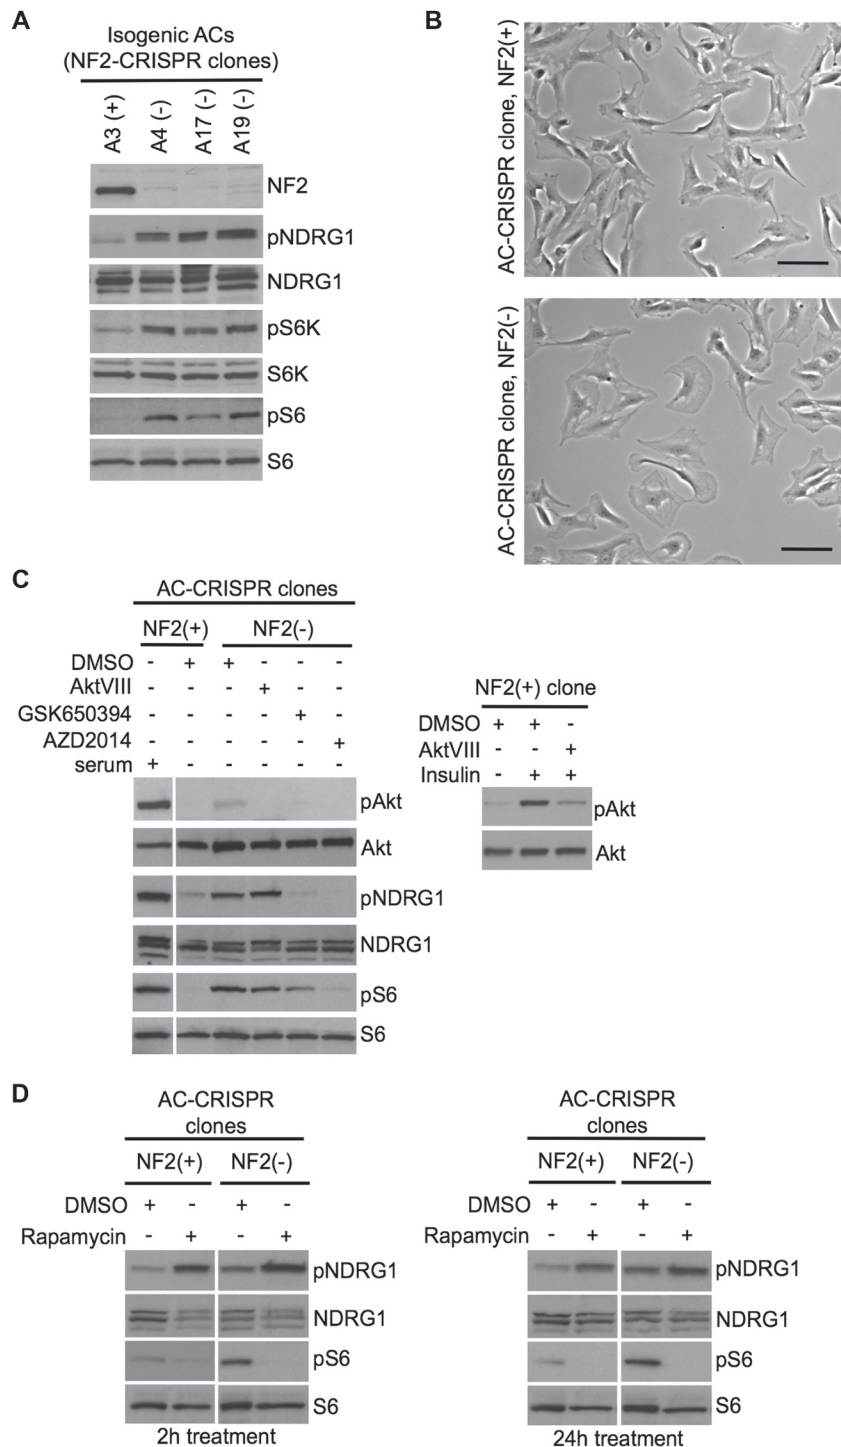 A
Isogenic ACs
(NF2-CRISPR clones)
A3 (+) A4 (-) A17 (-) A19 (-)
NF2
pNDRG1
NDRG1
pS6K
S6K
pS6
S6
B
AC-CRISPR clone, NF2(+)
AC-CRISPR clone, NF2(-)
C
AC-CRISPR clones
NF2(+) NF2(-)
DMSO - + + - - -
AktVIII - - - + - -
GSK650394 - - - - + -
AZD2014 - - - - - +
serum + - - - - -
pAkt
Akt
pNDRG1
NDRG1
pS6
S6
NF2(+) clone
DMSO + + -
AktVIII - - +
Insulin - + +
pAkt
Akt
D
AC-CRISPR
clones
NF2(+) NF2(-)
DMSO + - + -
Rapamycin - + - +
pNDRG1
NDRG1
pS6
S6
2h treatment
AC-CRISPR
clones
NF2(+) NF2(-)
DMSO + - + -
Rapamycin - + - +
pNDRG1
NDRG1
pS6
S6
24h treatment